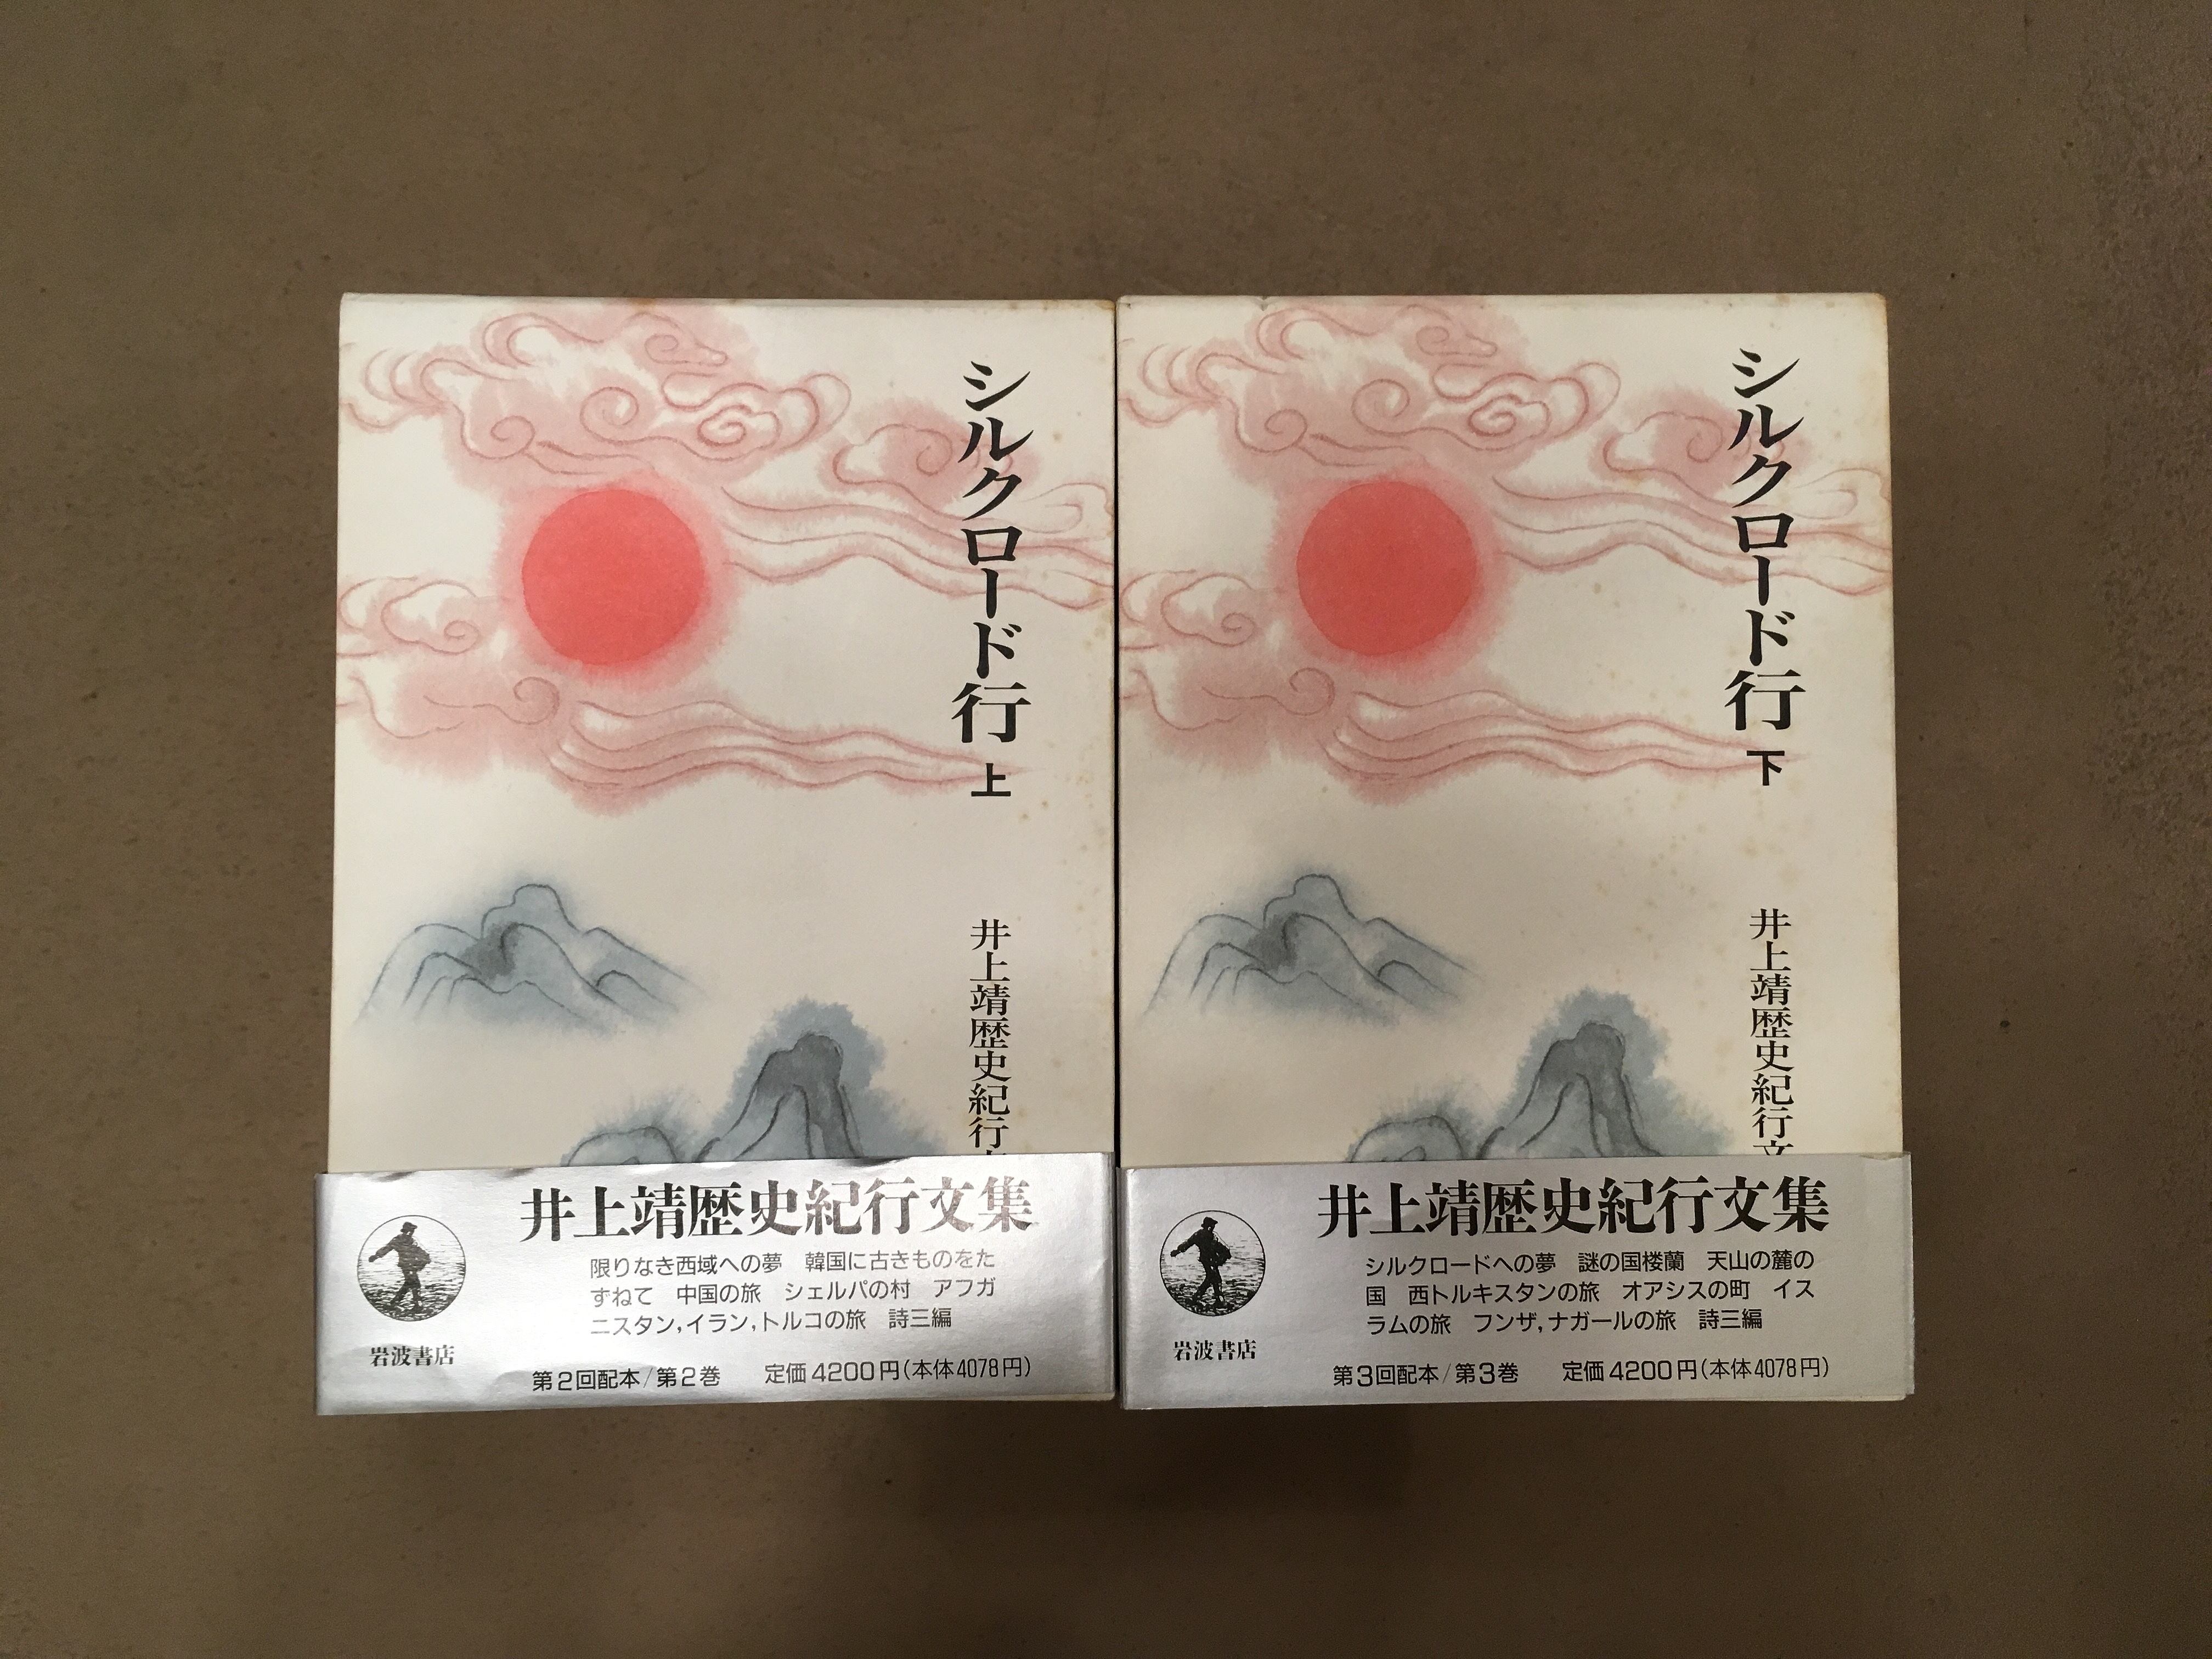 シルクロード行 上
井上靖歴史紀行
井上靖歴史紀行文集
限りなき西域への夢　韓国に古きものをた
ずねて　中国の旅　シェルパの村　アフガ
ニスタン,イラン,トルコの旅　詩三編
岩波書店
第2回配本/第2巻　定価4200円(本体4078円)
シルクロード行 下
井上靖歴史紀行文
井上靖歴史紀行文集
シルクロードへの夢　謎の国楼蘭　天山の麓の
国　西トルキスタンの旅　オアシスの町　イス
ラムの旅　フンザ,ナガールの旅　詩三編
岩波書店
第3回配本/第3巻　定価4200円(本体4078円)